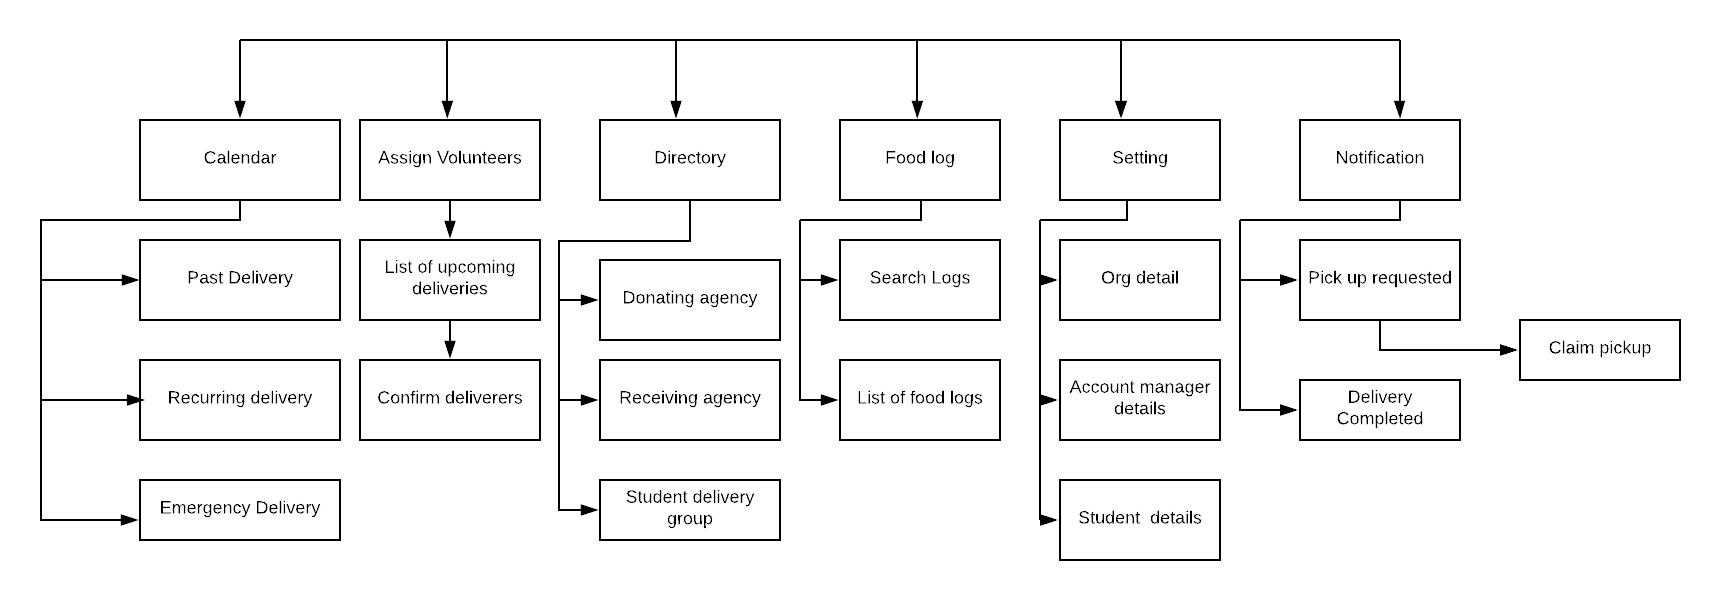 Calendar
Assign Volunteers
Directory
Food log
Setting
Notification
Past Delivery
List of upcoming
deliveries
Donating agency
Search Logs
Org detail
Pick up requested
Claim pickup
Recurring delivery
Confirm deliverers
Receiving agency
List of food logs
Account manager
details
Delivery
Completed
Emergency Delivery
Student delivery
group
Student  details